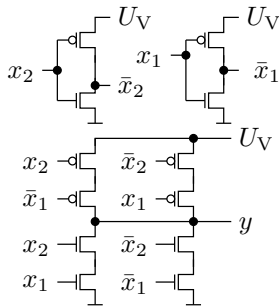 U_V U_V
x_2 x̄_2 x_1 x̄_1
U_V
x_2 x̄_2
x̄_1 x_1
y
x_2 x̄_2
x_1 x̄_1